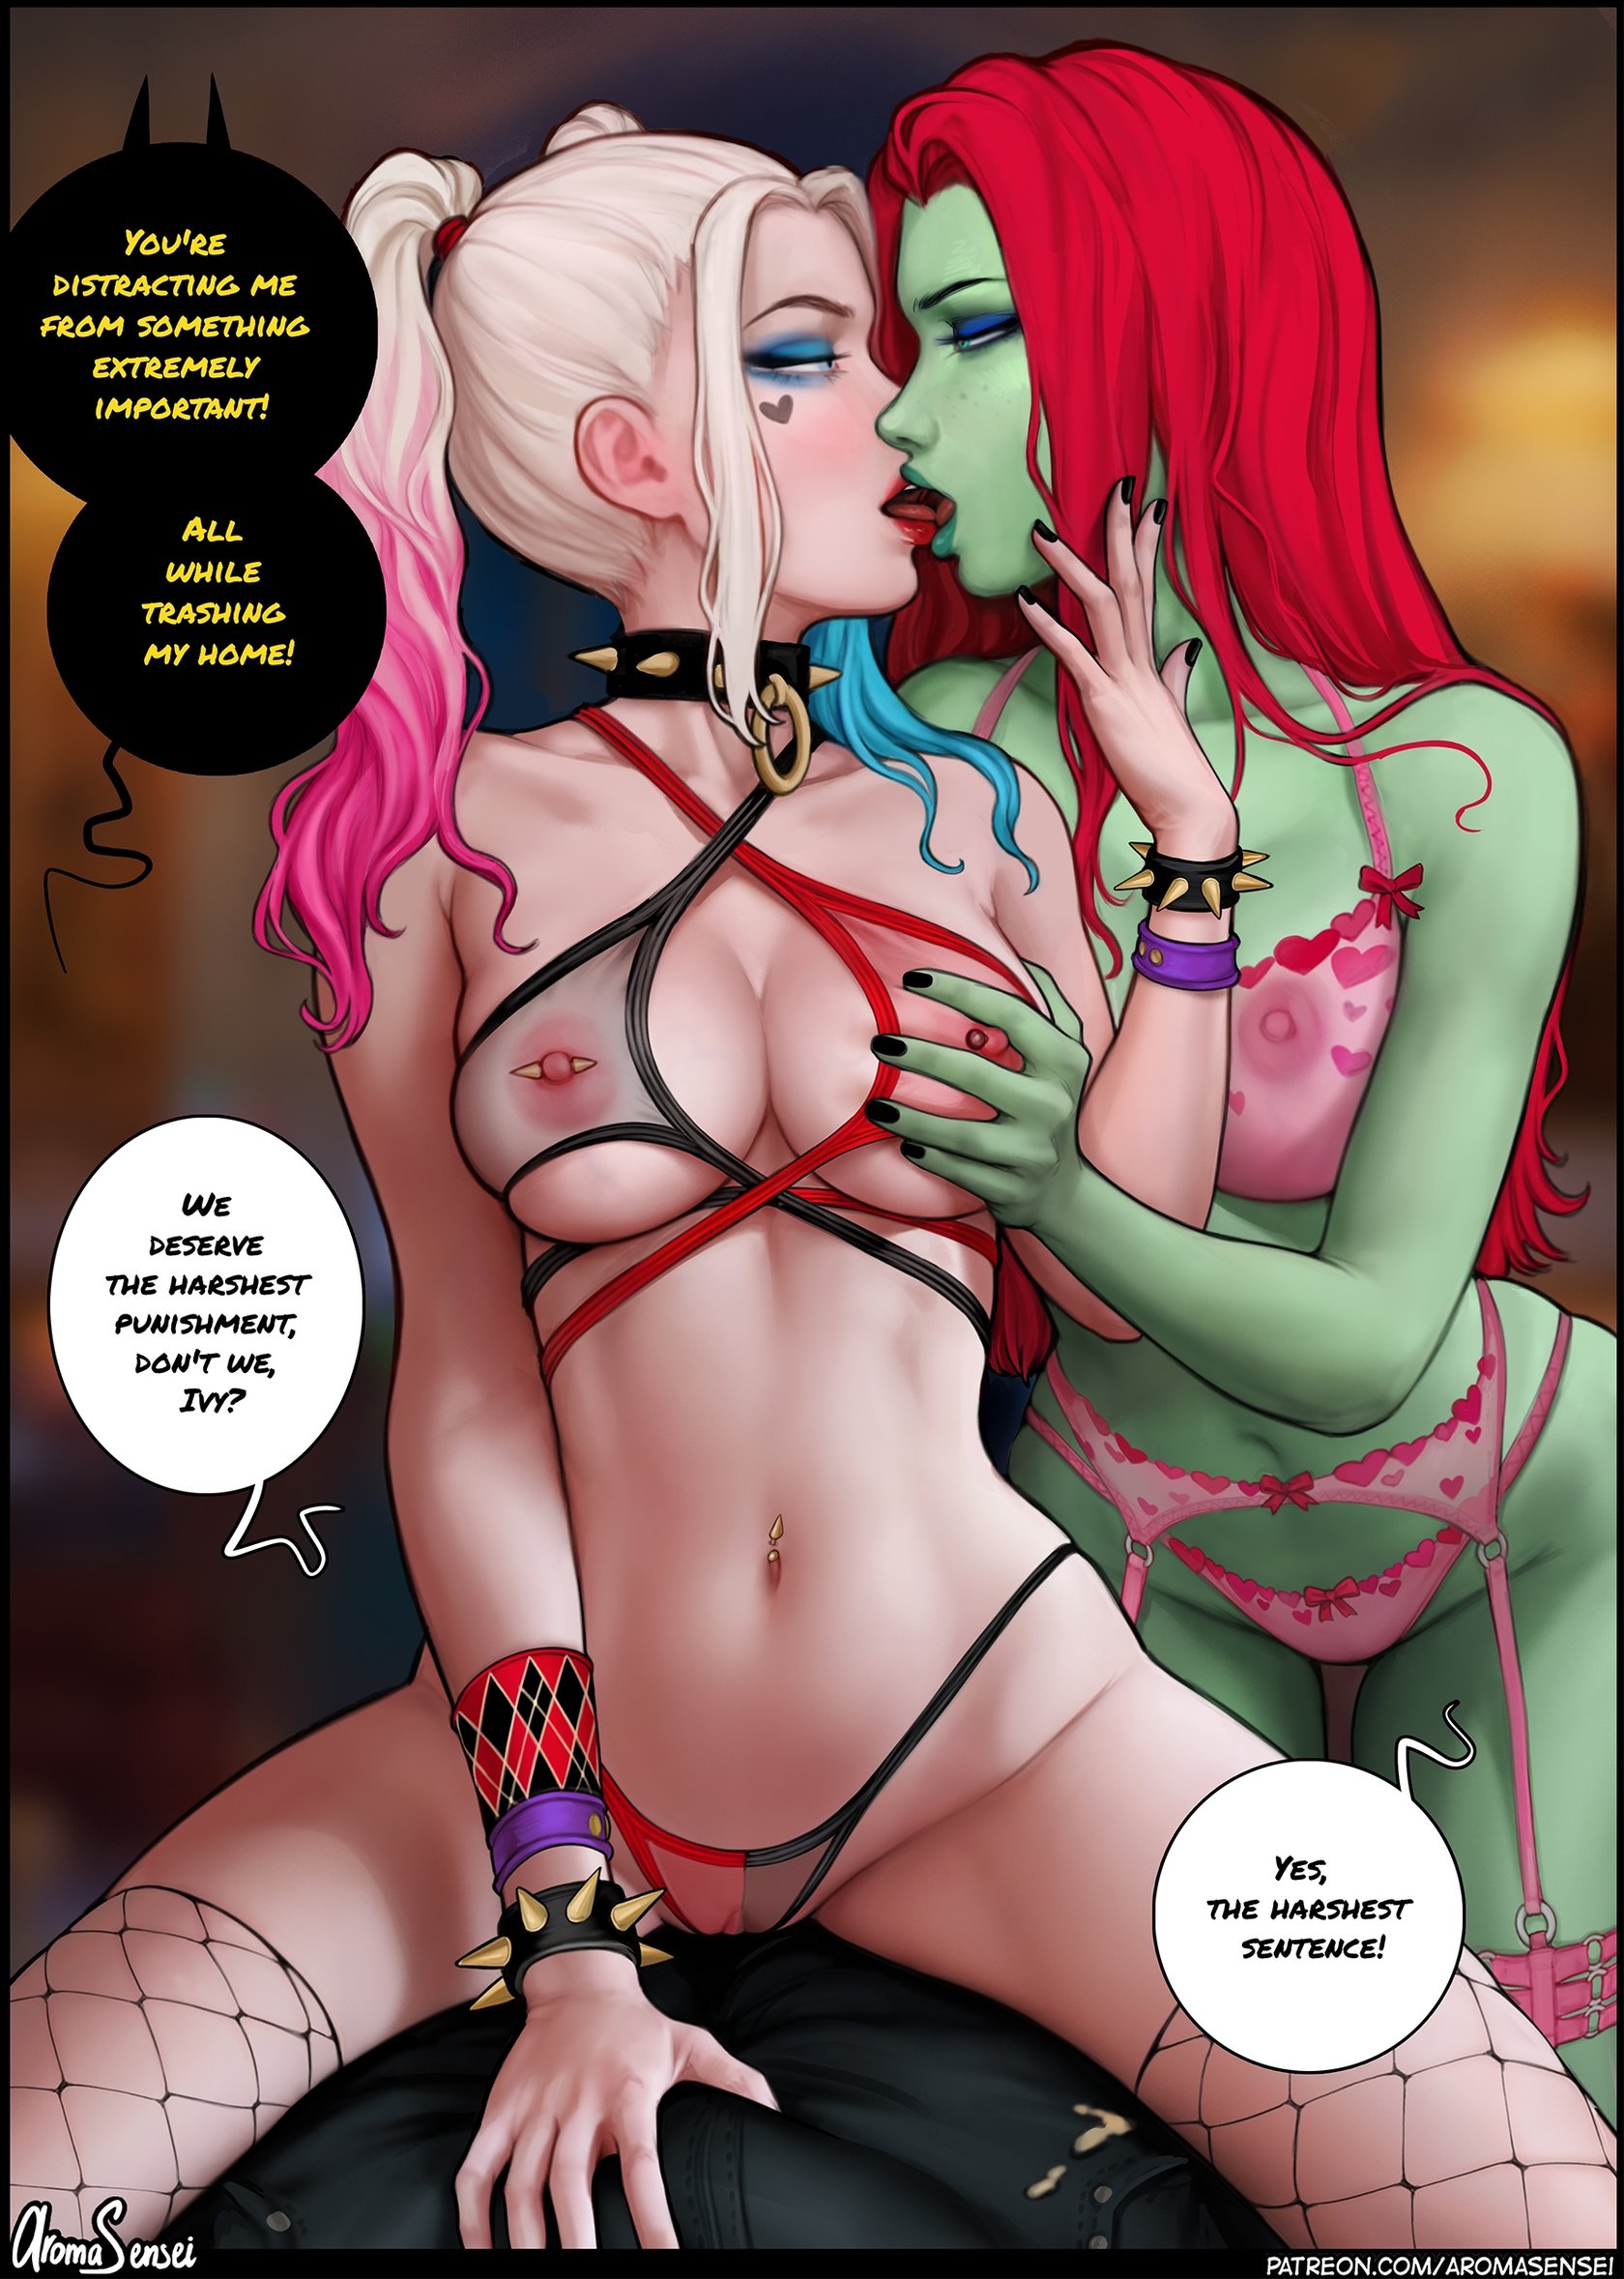 YOU'RE
DISTRACTING ME
FROM SOMETHING
EXTREMELY
IMPORTANT!
ALL
WHILE
TRASHING
MY HOME!
WE
DESERVE
THE HARSHEST
PUNISHMENT,
DON'T WE,
IVY?
YES,
THE HARSHEST
SENTENCE!
AromaSensei
PATREON.COM/AROMASENSEI